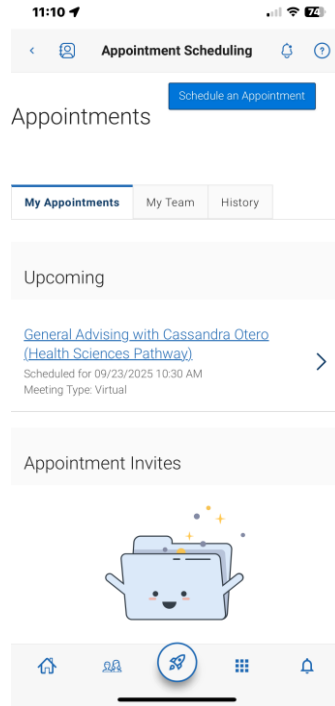 11:10
74
Appointment Scheduling
Schedule an Appointment
Appointments
My Appointments
My Team
History
Upcoming
General Advising with Cassandra Otero
(Health Sciences Pathway)
Scheduled for 09/23/2025 10:30 AM
Meeting Type: Virtual
Appointment Invites